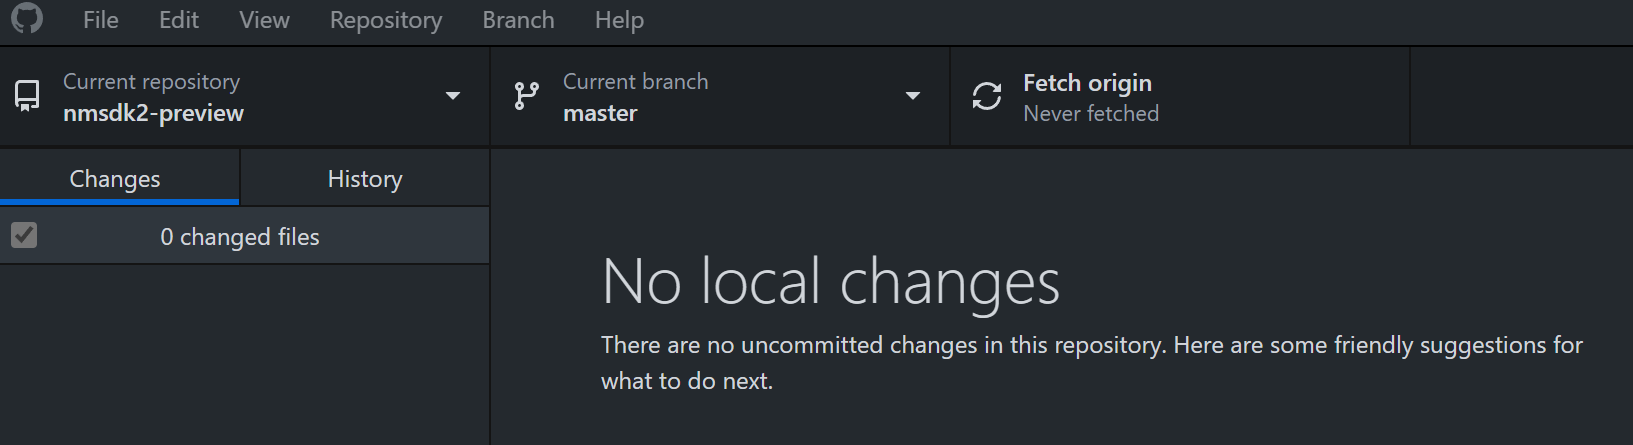 File Edit View Repository Branch Help
Current repository
nmsdk2-preview
Current branch
master
Fetch origin
Never fetched
Changes
History
0 changed files
No local changes
There are no uncommitted changes in this repository. Here are some friendly suggestions for
what to do next.